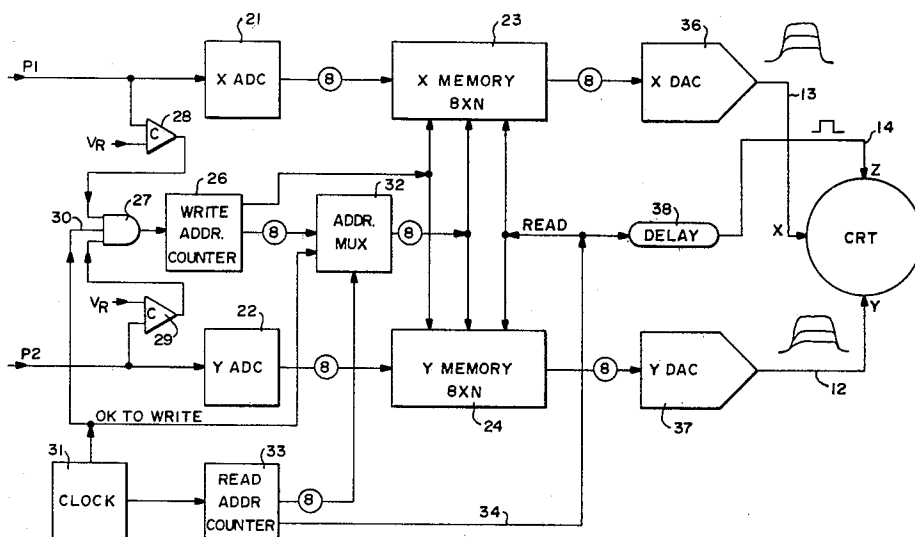 21
23
36
P1
X ADC
8
X MEMORY
8XN
8
X DAC
13
28
C
VR
14
26
32
27
30
WRITE
ADDR.
COUNTER
8
ADDR.
MUX
8
READ
38
DELAY
Z
X
CRT
Y
VR
C
29
22
P2
Y ADC
8
Y MEMORY
8XN
24
8
Y DAC
37
12
OK TO WRITE
31
CLOCK
33
READ
ADDR
COUNTER
8
34